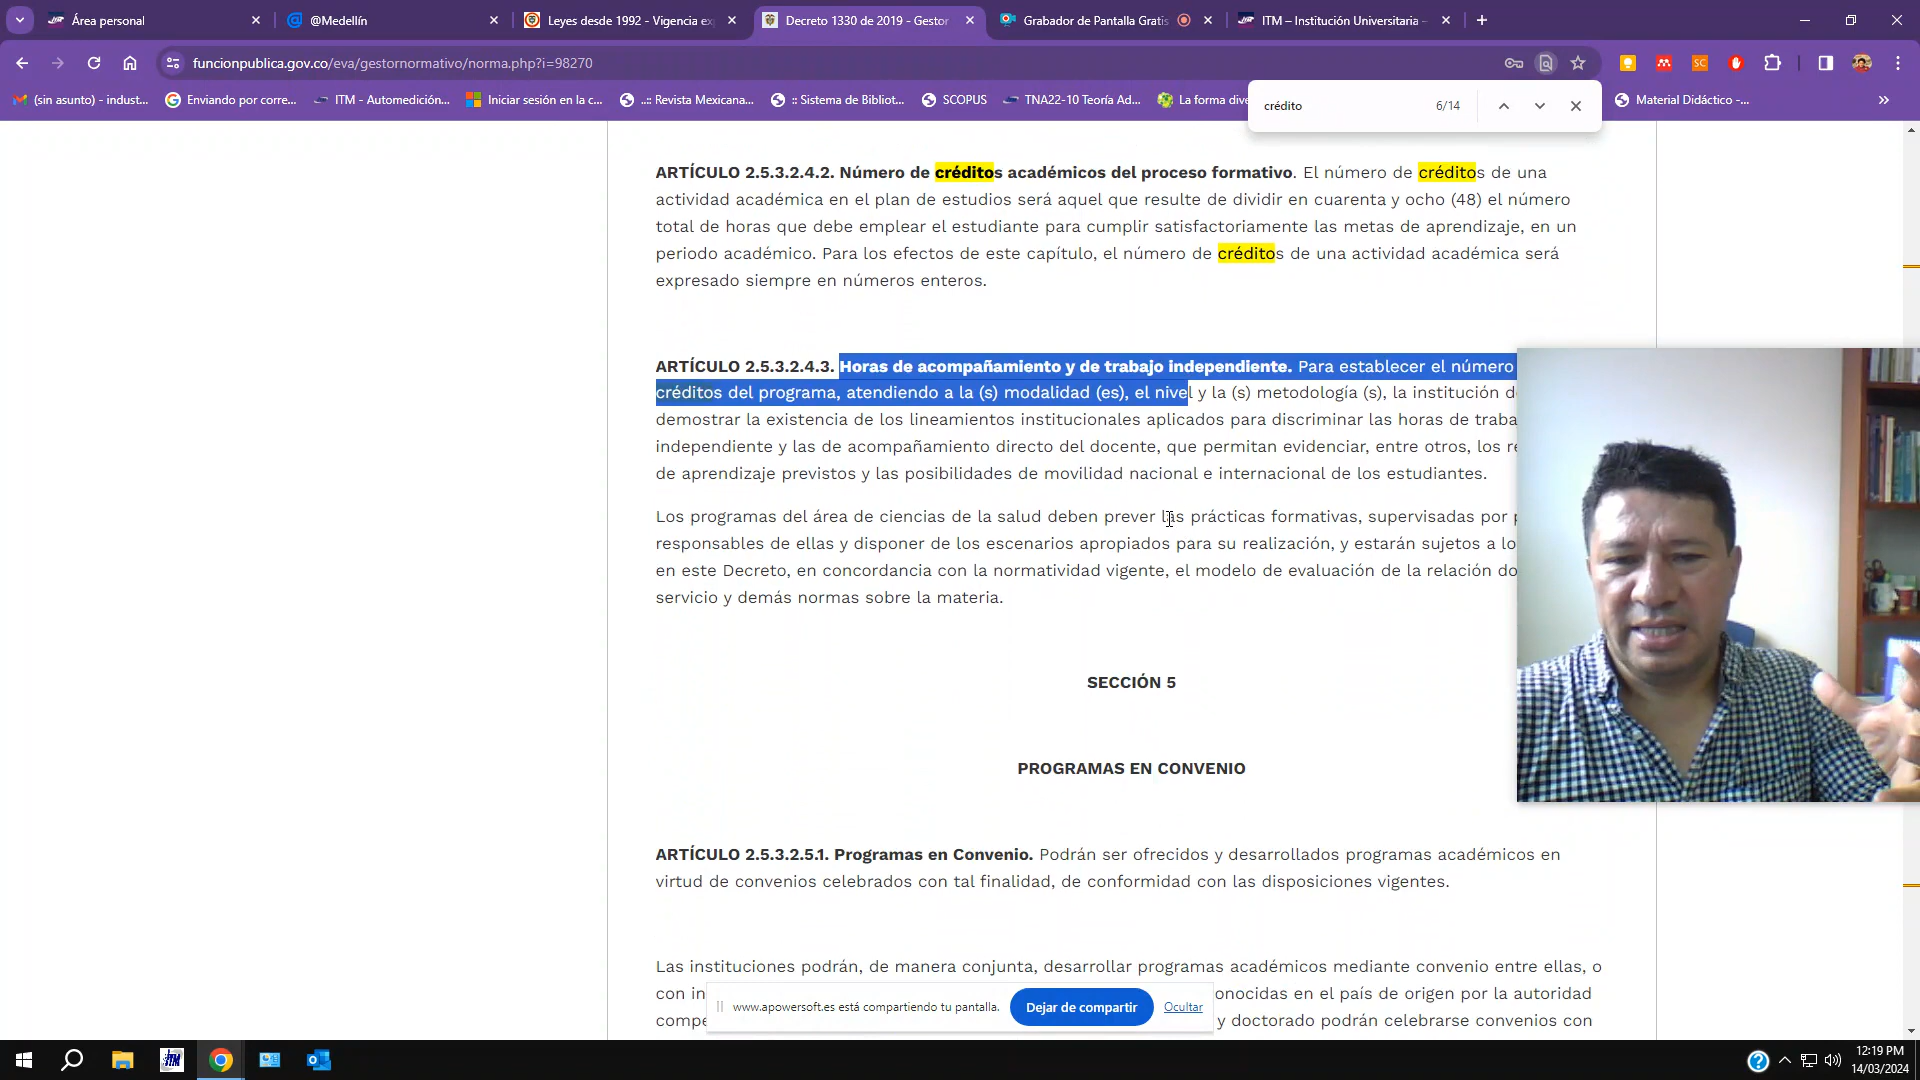 Área personal
@Medellín
Leyes desde 1992 - Vigencia ex
Decreto 1330 de 2019 - Gestor
Grabador de Pantalla Gratis
ITM – Institución Universitaria -
funcionpublica.gov.co/eva/gestornormativo/norma.php?i=98270
(sin asunto) - indust...
Enviando por corre...
ITM - Automedición...
Iniciar sesión en la c...
..:: Revista Mexicana...
:: Sistema de Bibliot...
SCOPUS
TNA22-10 Teoría Ad...
La forma dive
Material Didáctico -...
crédito
6/14
ARTÍCULO 2.5.3.2.4.2. Número de créditos académicos del proceso formativo. El número de créditos de una
actividad académica en el plan de estudios será aquel que resulte de dividir en cuarenta y ocho (48) el número
total de horas que debe emplear el estudiante para cumplir satisfactoriamente las metas de aprendizaje, en un
periodo académico. Para los efectos de este capítulo, el número de créditos de una actividad académica será
expresado siempre en números enteros.
ARTÍCULO 2.5.3.2.4.3. Horas de acompañamiento y de trabajo independiente. Para establecer el número
créditos del programa, atendiendo a la (s) modalidad (es), el nivel y la (s) metodología (s), la institución de
demostrar la existencia de los lineamientos institucionales aplicados para discriminar las horas de traba
independiente y las de acompañamiento directo del docente, que permitan evidenciar, entre otros, los re
de aprendizaje previstos y las posibilidades de movilidad nacional e internacional de los estudiantes.
Los programas del área de ciencias de la salud deben prever las prácticas formativas, supervisadas por p
responsables de ellas y disponer de los escenarios apropiados para su realización, y estarán sujetos a lo
en este Decreto, en concordancia con la normatividad vigente, el modelo de evaluación de la relación do
servicio y demás normas sobre la materia.
SECCIÓN 5
PROGRAMAS EN CONVENIO
ARTÍCULO 2.5.3.2.5.1. Programas en Convenio. Podrán ser ofrecidos y desarrollados programas académicos en
virtud de convenios celebrados con tal finalidad, de conformidad con las disposiciones vigentes.
Las instituciones podrán, de manera conjunta, desarrollar programas académicos mediante convenio entre ellas, o
con in
onocidas en el país de origen por la autoridad
compe
y doctorado podrán celebrarse convenios con
www.apowersoft.es está compartiendo tu pantalla.
Dejar de compartir
Ocultar
12:19 PM
14/03/2024